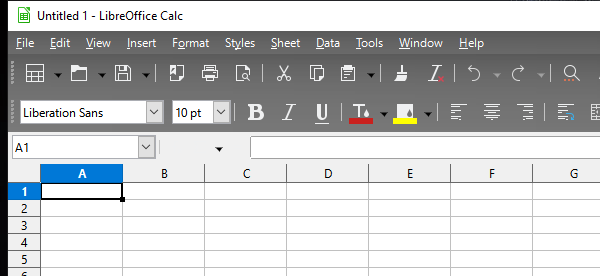 Untitled 1 - LibreOffice Calc
File Edit View Insert Format Styles Sheet Data Tools Window Help
Liberation Sans 10 pt B I U T
A1
A B C D E F G
1
2
3
4
5
6